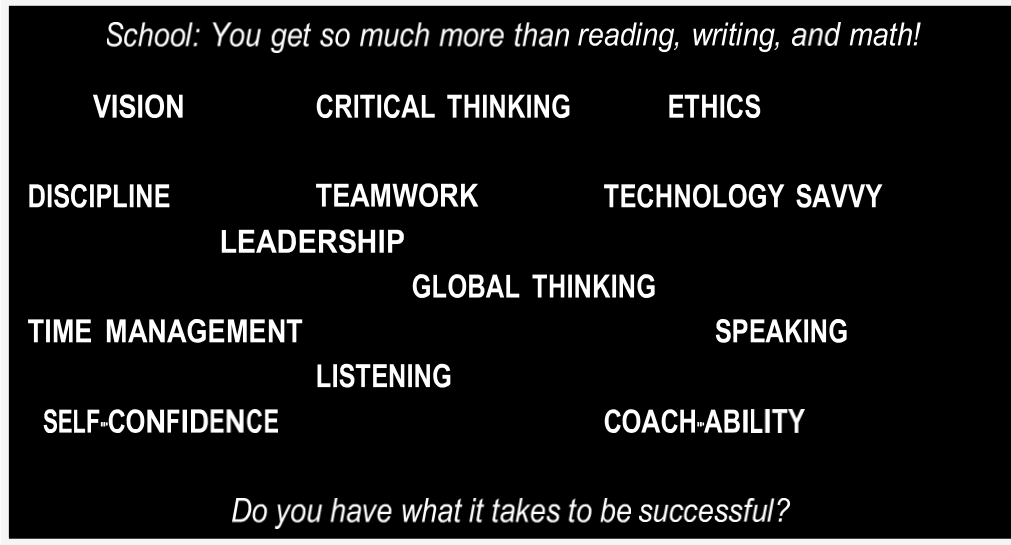 School: You get so much more than reading, writing, and math!
VISION CRITICAL THINKING ETHICS
DISCIPLINE TEAMWORK TECHNOLOGY SAVVY
LEADERSHIP
GLOBAL THINKING
TIME MANAGEMENT SPEAKING
LISTENING
SELF-CONFIDENCE COACH-ABILITY
Do you have what it takes to be successful?